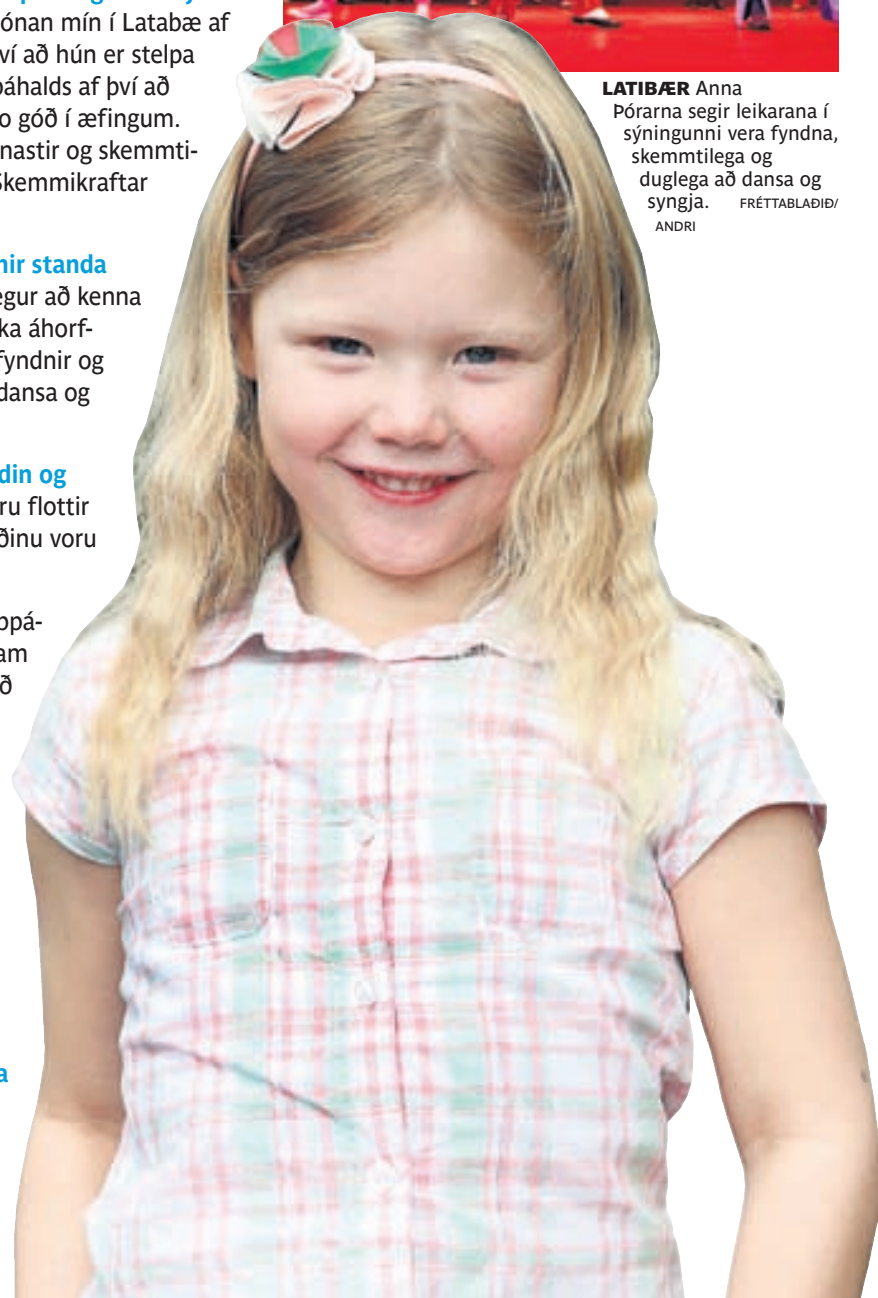 ónan mín í Latabæ af
ví að hún er stelpa
páhalds af því að
o góð í æfingum.
nastir og skemmti-
Skemmikraftar
nir standa
egur að kenna
ka áhorf-
fyndnir og
dansa og
din og
ru flottir
ðinu voru
ppá-
am
ð
a
LATIBÆR Anna
Þórarna segir leikarana í
sýningunni vera fyndna,
skemmtilega og
duglega að dansa og
syngja. FRÉTTABLAÐIÐ/
ANDRI